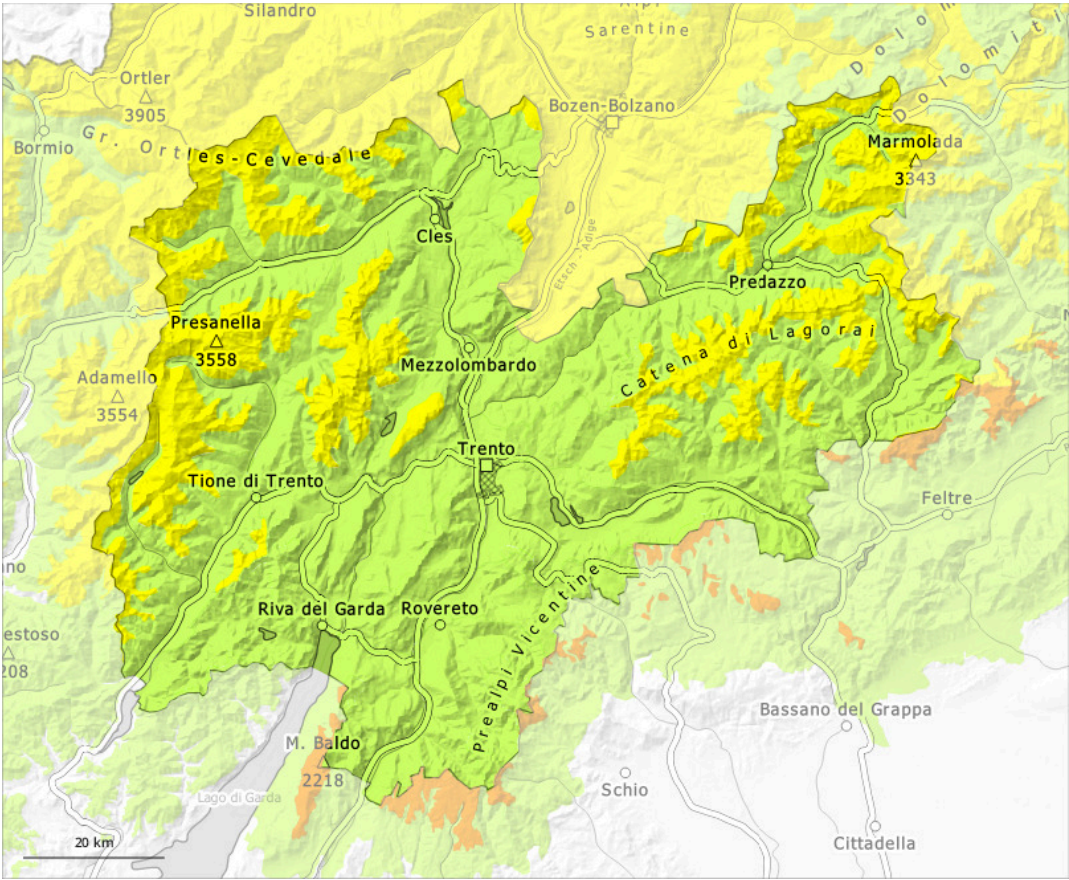 Silandro
Sarentine
Dolomiti
Ortler
3905
Bozen-Bolzano
Bormio
Gr. Ortles-Cevedale
Marmolada
3343
Cles
Etsch - Adige
Predazzo
Presanella
3558
Catena di Lagorai
Mezzolombardo
Adamello
3554
Trento
Tione di Trento
Feltre
Riva del Garda
Rovereto
estoso
208
Prealpi Vicentine
Bassano del Grappa
M. Baldo
2218
Schio
Lago di Garda
20 km
Cittadella